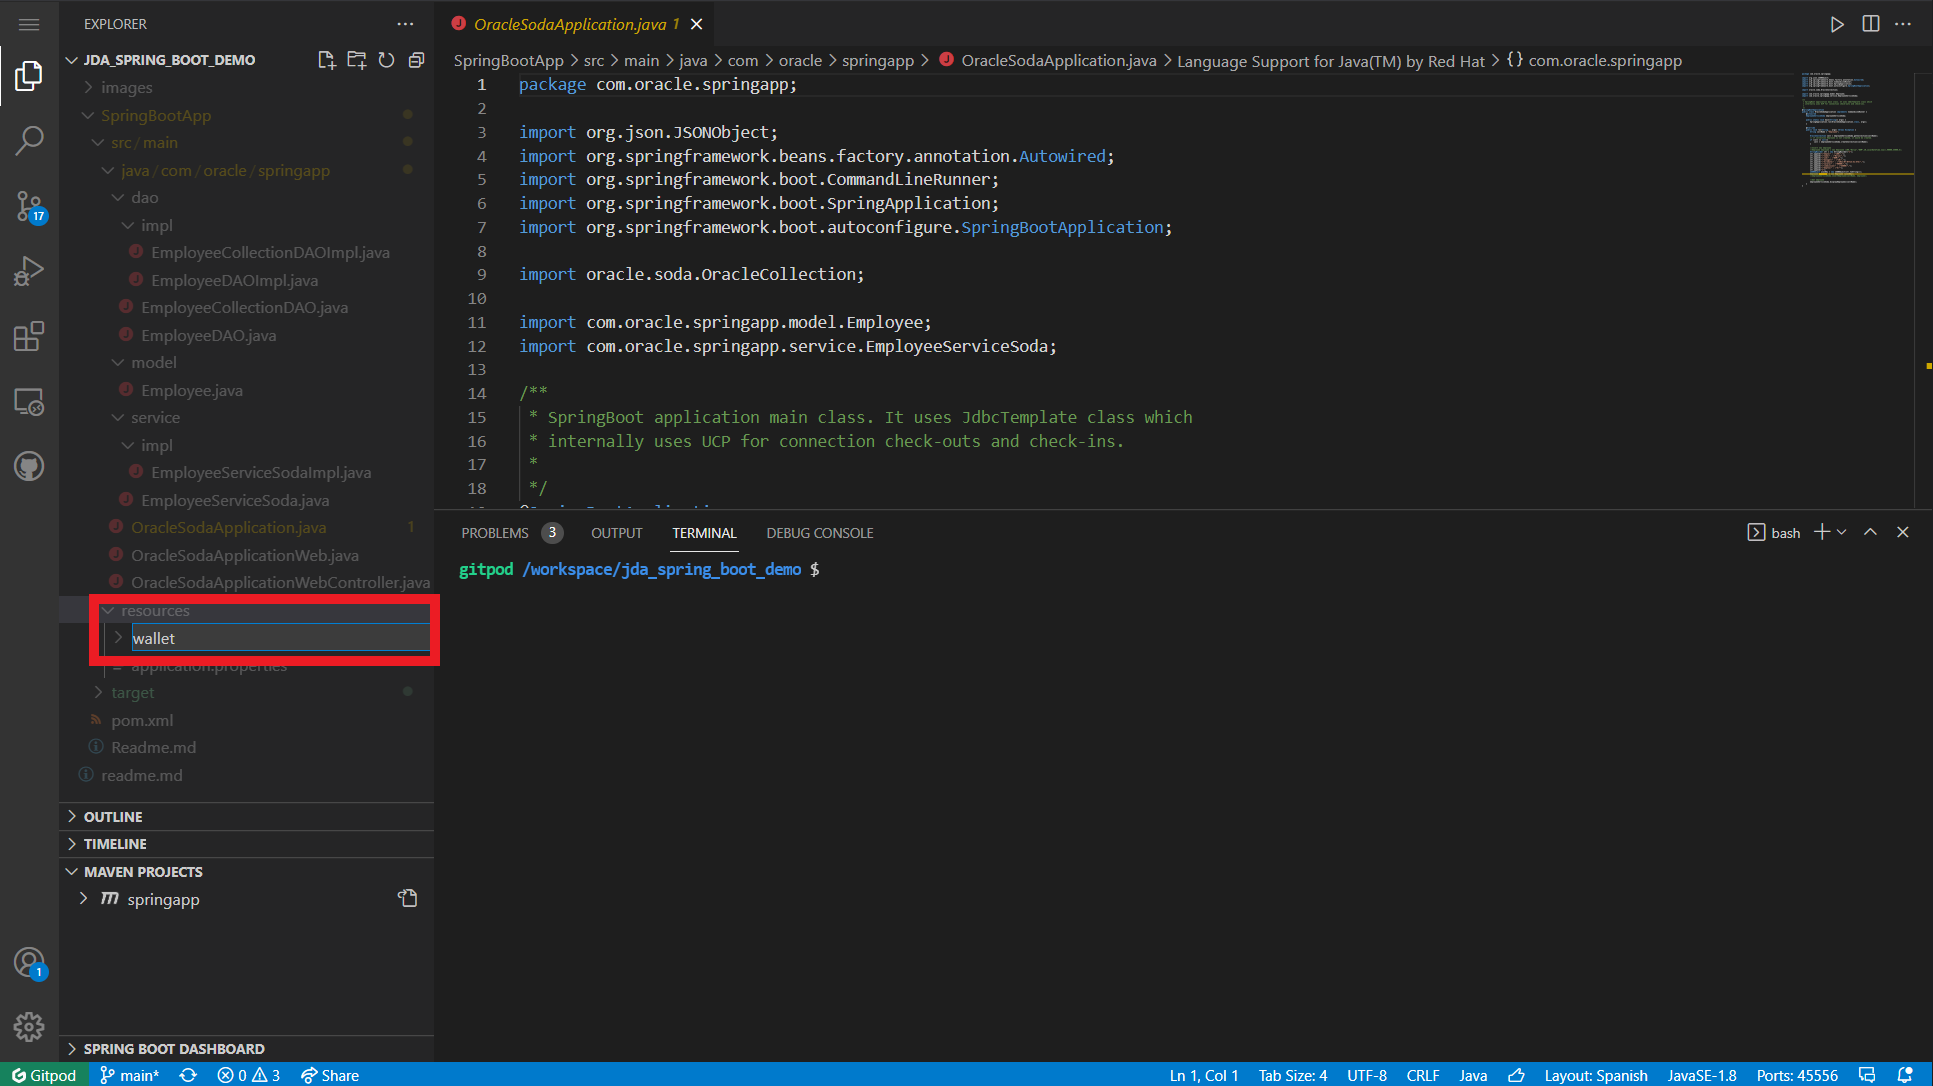 EXPLORER
JDA_SPRING_BOOT_DEMO
images
SpringBootApp
src / main
java / com / oracle / springapp
dao
impl
EmployeeCollectionDAOImpl.java
EmployeeDAOImpl.java
EmployeeCollectionDAO.java
EmployeeDAO.java
model
Employee.java
service
impl
EmployeeServiceSodaImpl.java
EmployeeServiceSoda.java
OracleSodaApplication.java 1
OracleSodaApplicationWeb.java
OracleSodaApplicationWebController.java
resources
wallet
application.properties
target
pom.xml
Readme.md
readme.md
OUTLINE
TIMELINE
MAVEN PROJECTS
springapp
SPRING BOOT DASHBOARD
17
1
OracleSodaApplication.java 1
SpringBootApp > src > main > java > com > oracle > springapp > OracleSodaApplication.java > Language Support for Java(TM) by Red Hat > {} com.oracle.springapp
1 package com.oracle.springapp;
2
3 import org.json.JSONObject;
4 import org.springframework.beans.factory.annotation.Autowired;
5 import org.springframework.boot.CommandLineRunner;
6 import org.springframework.boot.SpringApplication;
7 import org.springframework.boot.autoconfigure.SpringBootApplication;
8
9 import oracle.soda.OracleCollection;
10
11 import com.oracle.springapp.model.Employee;
12 import com.oracle.springapp.service.EmployeeServiceSoda;
13
14 /**
15 * SpringBoot application main class. It uses JdbcTemplate class which
16 * internally uses UCP for connection check-outs and check-ins.
17 *
18 */
PROBLEMS 3 OUTPUT TERMINAL DEBUG CONSOLE
bash
gitpod /workspace/jda_spring_boot_demo $
Gitpod main* 0 3 Share
Ln 1, Col 1 Tab Size: 4 UTF-8 CRLF Java Layout: Spanish JavaSE-1.8 Ports: 45556